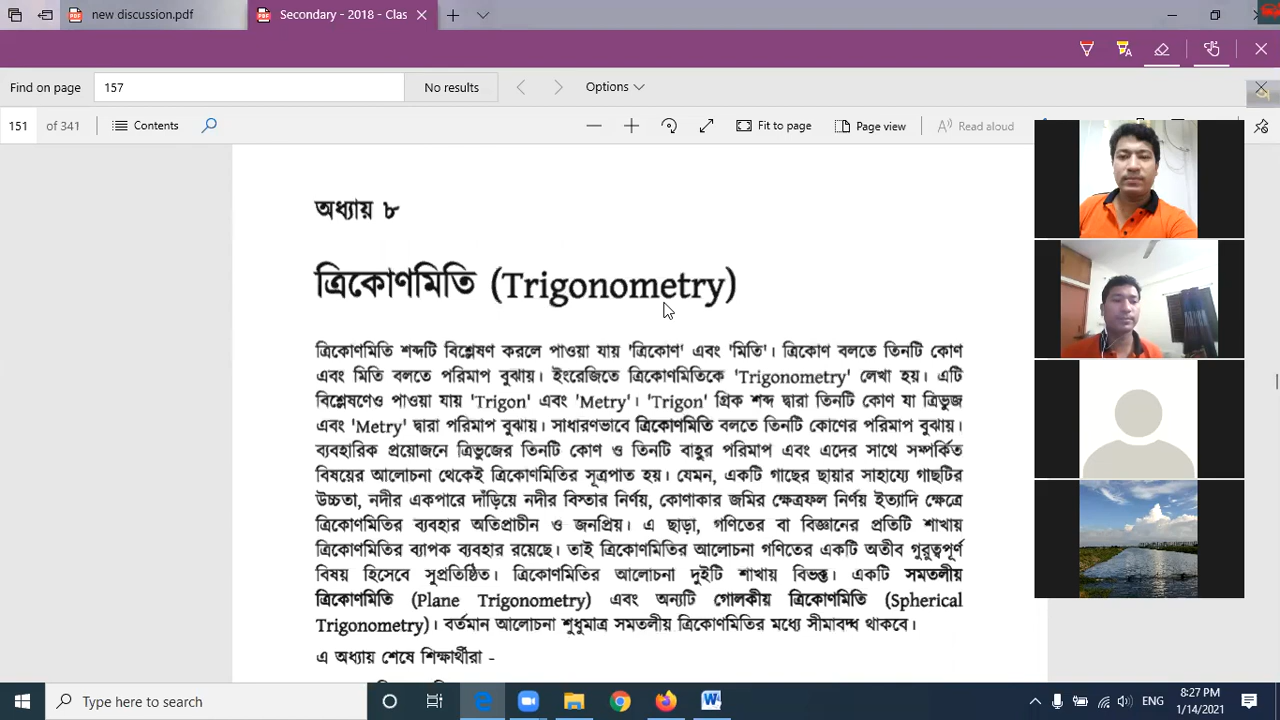 new discussion.pdf
Secondary - 2018 - Clas
Find on page
157
No results
Options
151
of 341
Contents
Fit to page
Page view
Read aloud
অধ্যায় ৮
ত্রিকোণমিতি (Trigonometry)
ত্রিকোণমিতি শব্দটি বিশ্লেষণ করলে পাওয়া যায় 'ত্রিকোণ' এবং 'মিতি'। ত্রিকোণ বলতে তিনটি কোণ
এবং মিতি বলতে পরিমাপ বুঝায়। ইংরেজিতে ত্রিকোণমিতিকে 'Trigonometry' লেখা হয়। এটি
বিশ্লেষণেও পাওয়া যায় 'Trigon' এবং 'Metry'। 'Trigon' গ্রিক শব্দ দ্বারা তিনটি কোণ যা ত্রিভুজ
এবং 'Metry' দ্বারা পরিমাপ বুঝায়। সাধারণভাবে ত্রিকোণমিতি বলতে তিনটি কোণের পরিমাপ বুঝায়।
ব্যবহারিক প্রয়োজনে ত্রিভুজের তিনটি কোণ ও তিনটি বাহুর পরিমাপ এবং এদের সাথে সম্পর্কিত
বিষয়ের আলোচনা থেকেই ত্রিকোণমিতির সূত্রপাত হয়। যেমন, একটি গাছের ছায়ার সাহায্যে গাছটির
উচ্চতা, নদীর একপারে দাঁড়িয়ে নদীর বিস্তার নির্ণয়, কোণাকার জমির ক্ষেত্রফল নির্ণয় ইত্যাদি ক্ষেত্রে
ত্রিকোণমিতির ব্যবহার অতিপ্রাচীন ও জনপ্রিয়। এ ছাড়া, গণিতের বা বিজ্ঞানের প্রতিটি শাখায়
ত্রিকোণমিতির ব্যাপক ব্যবহার রয়েছে। তাই ত্রিকোণমিতির আলোচনা গণিতের একটি অতীব গুরুত্বপূর্ণ
বিষয় হিসেবে সুপ্রতিষ্ঠিত। ত্রিকোণমিতির আলোচনা দুইটি শাখায় বিভক্ত। একটি সমতলীয়
ত্রিকোণমিতি (Plane Trigonometry) এবং অন্যটি গোলকীয় ত্রিকোণমিতি (Spherical
Trigonometry)। বর্তমান আলোচনা শুধুমাত্র সমতলীয় ত্রিকোণমিতির মধ্যে সীমাবদ্ধ থাকবে।
এ অধ্যায় শেষে শিক্ষার্থীরা -
Type here to search
ENG
8:27 PM
1/14/2021